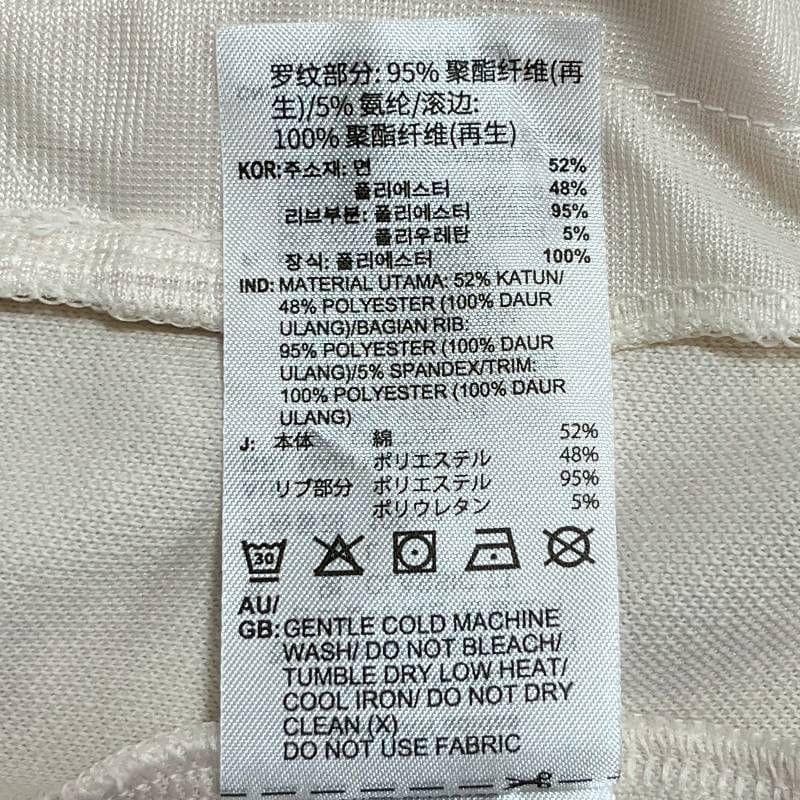 罗纹部分: 95% 聚酯纤维(再
生)/5% 氨纶/滚边:
100% 聚酯纤维(再生)
KOR: 주소재: 면 52%
폴리에스터 48%
리브부분: 폴리에스터 95%
폴리우레탄 5%
장식: 폴리에스터 100%
IND: MATERIAL UTAMA: 52% KATUN/
48% POLYESTER (100% DAUR
ULANG)/BAGIAN RIB:
95% POLYESTER (100% DAUR
ULANG)/5% SPANDEX/TRIM:
100% POLYESTER (100% DAUR
ULANG)
J: 本体 綿 52%
ポリエステル 48%
リブ部分 ポリエステル 95%
ポリウレタン 5%
30
AU/
GB: GENTLE COLD MACHINE
WASH/ DO NOT BLEACH/
TUMBLE DRY LOW HEAT/
COOL IRON/ DO NOT DRY
CLEAN (X)
DO NOT USE FABRIC